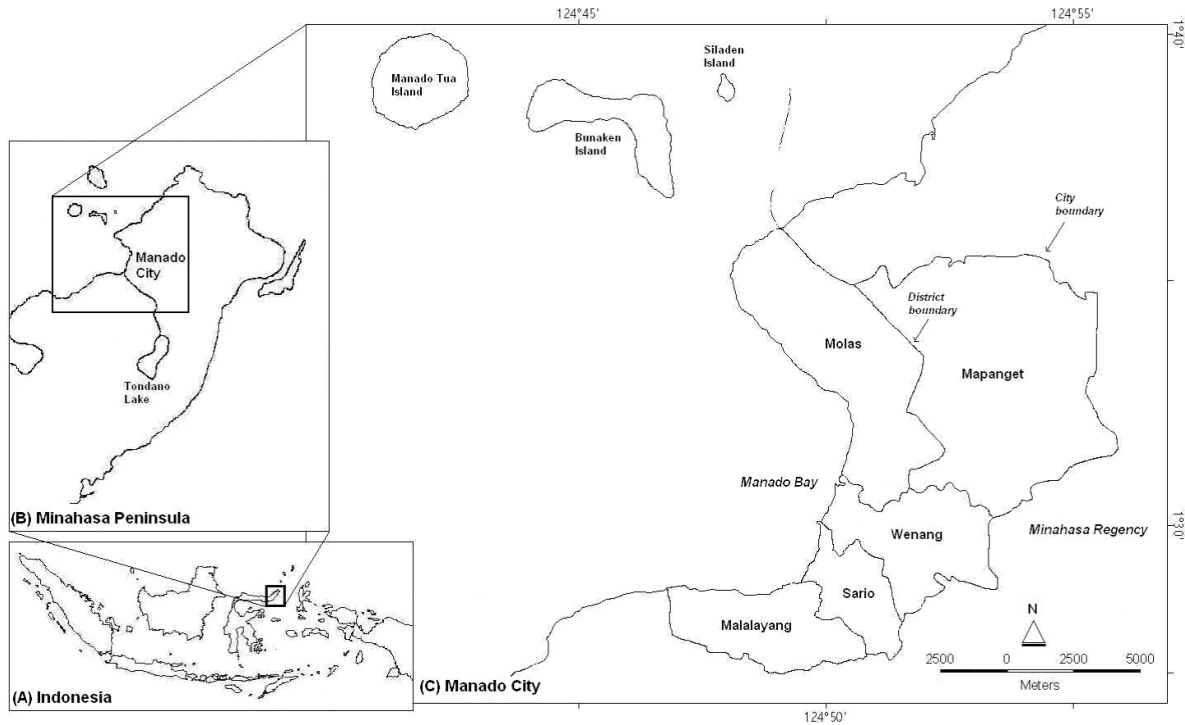 124°45'
124°55'
1°40'
Siladen
Island
Manado Tua
Island
Bunaken
Island
City
boundary
Manado
City
District
boundary
Molas
Mapanget
Tondano
Lake
Manado Bay
(B) Minahasa Peninsula
Wenang
Minahasa Regency
1°30'
Sario
Malalayang
N
2500 0 2500 5000
Meters
(A) Indonesia
(C) Manado City
124°50'